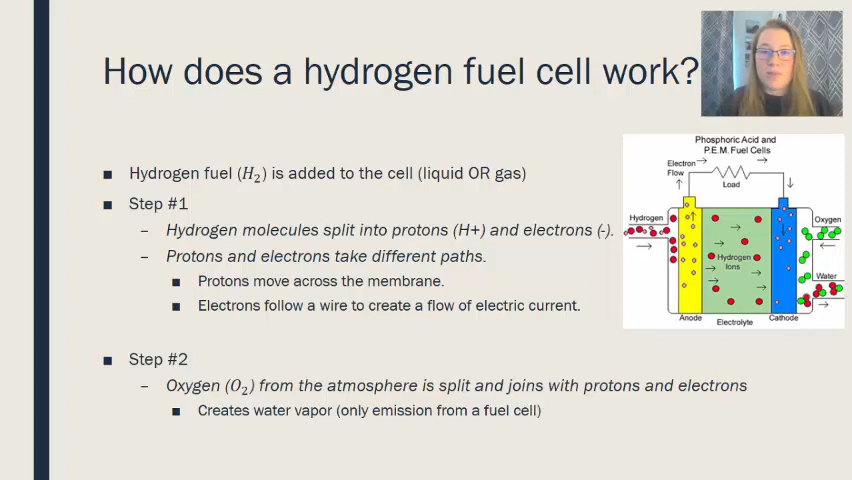 How does a hydrogen fuel cell work?
■ Hydrogen fuel (H₂) is added to the cell (liquid OR gas)
■ Step #1
– Hydrogen molecules split into protons (H+) and electrons (-).
– Protons and electrons take different paths.
■ Protons move across the membrane.
■ Electrons follow a wire to create a flow of electric current.
■ Step #2
– Oxygen (O₂) from the atmosphere is split and joins with protons and electrons
■ Creates water vapor (only emission from a fuel cell)
Phosphoric Acid and
P.E.M. Fuel Cells
Electron
Flow
Load
Hydrogen
Oxygen
Hydrogen
Ions
Water
Anode
Electrolyte
Cathode